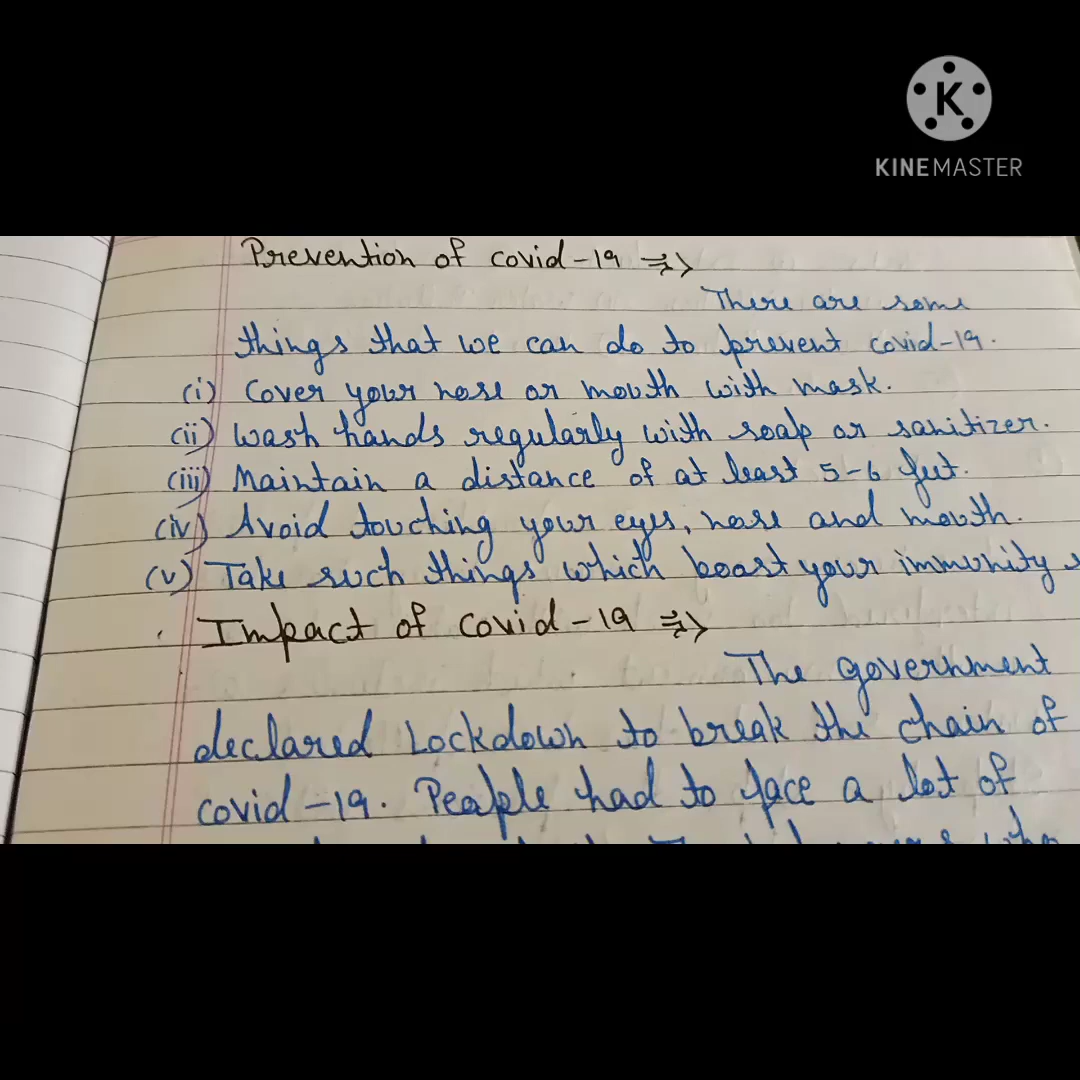 K
KINEMASTER
Prevention of covid-19 ⇒>
There are some
things that we can do to prevent covid-19.
(i) Cover your nose or mouth with mask.
(ii) Wash hands regularly with soap or sanitizer.
(iii) Maintain a distance of at least 5-6 feet.
(iv) Avoid touching your eyes, nose and mouth.
(v) Take such things which boost your immunity
Impact of covid-19 ⇒>
The government
declared Lockdown to break the chain of
covid-19. People had to face a lot of